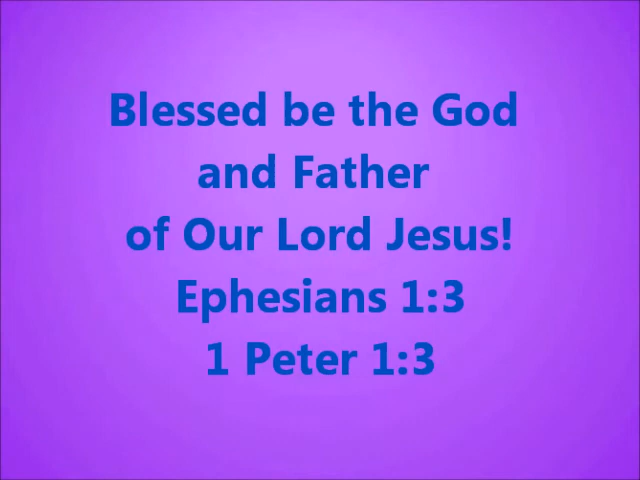 Blessed be the God
and Father
of Our Lord Jesus!
Ephesians 1:3
1 Peter 1:3